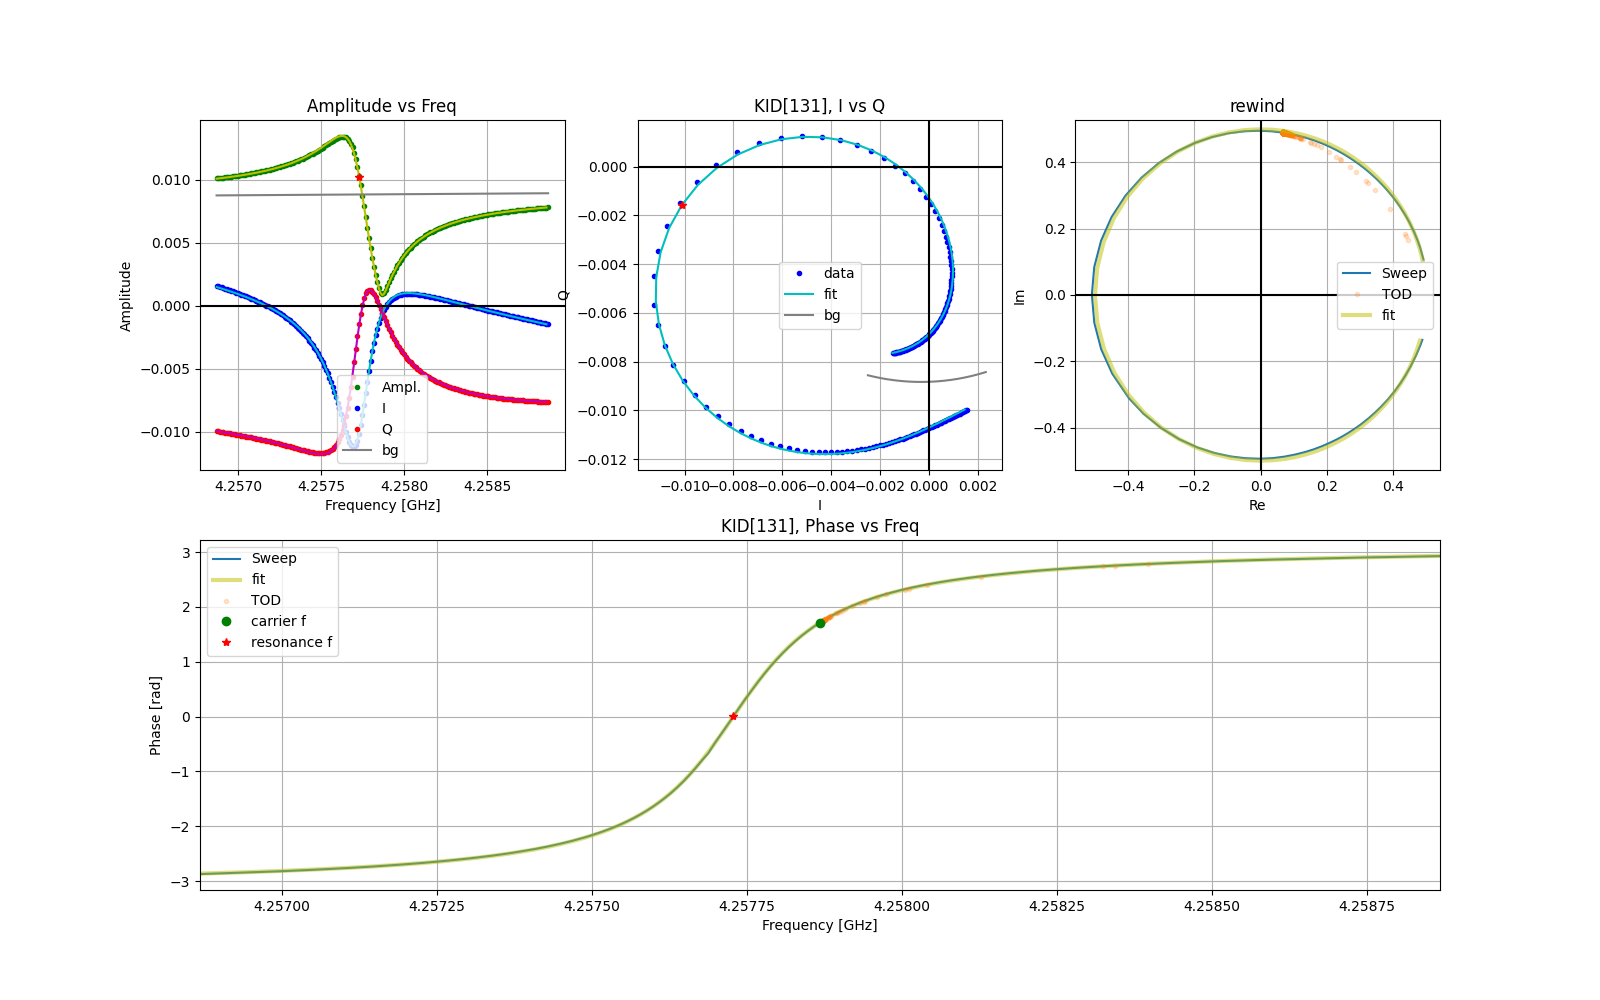 Amplitude vs Freq
Amplitude
0.010
0.005
0.000
−0.005
−0.010
Ampl.
I
Q
bg
4.2570
4.2575
4.2580
4.2585
Frequency [GHz]
KID[131], I vs Q
Q
0.000
−0.002
−0.004
−0.006
−0.008
−0.010
−0.012
data
fit
bg
−0.010
−0.008
−0.006
−0.004
−0.002
0.000
0.002
I
rewind
Im
0.4
0.2
0.0
−0.2
−0.4
Sweep
TOD
fit
−0.4
−0.2
0.0
0.2
0.4
Re
KID[131], Phase vs Freq
Phase [rad]
3
2
1
0
−1
−2
−3
Sweep
fit
TOD
carrier f
resonance f
4.25700
4.25725
4.25750
4.25775
4.25800
4.25825
4.25850
4.25875
Frequency [GHz]